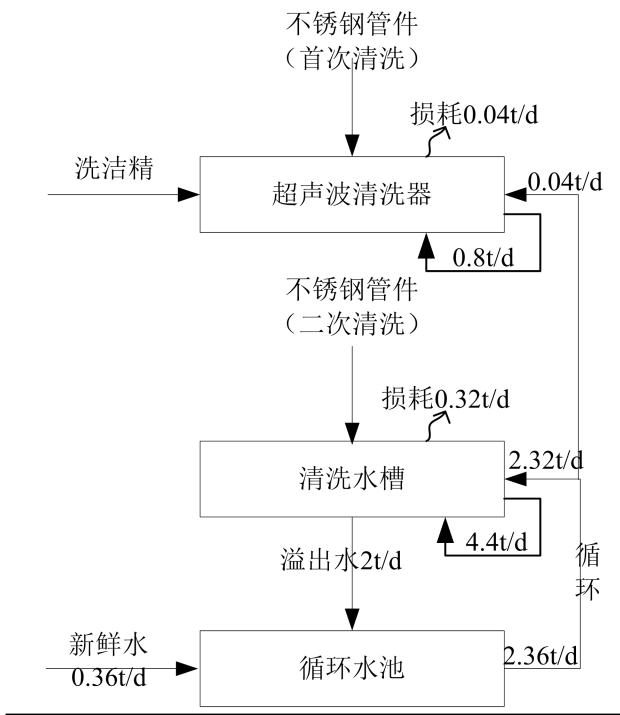 不锈钢管件
（首次清洗）
损耗0.04t/d
洗洁精
超声波清洗器
0.04t/d
0.8t/d
不锈钢管件
（二次清洗）
损耗0.32t/d
清洗水槽
2.32t/d
4.4t/d
溢出水2t/d
循
环
新鲜水
0.36t/d
循环水池
2.36t/d